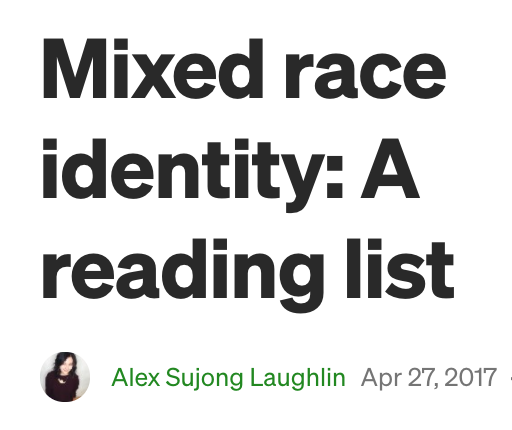 Mixed race
identity: A
reading list
Alex Sujong Laughlin Apr 27, 2017 ·